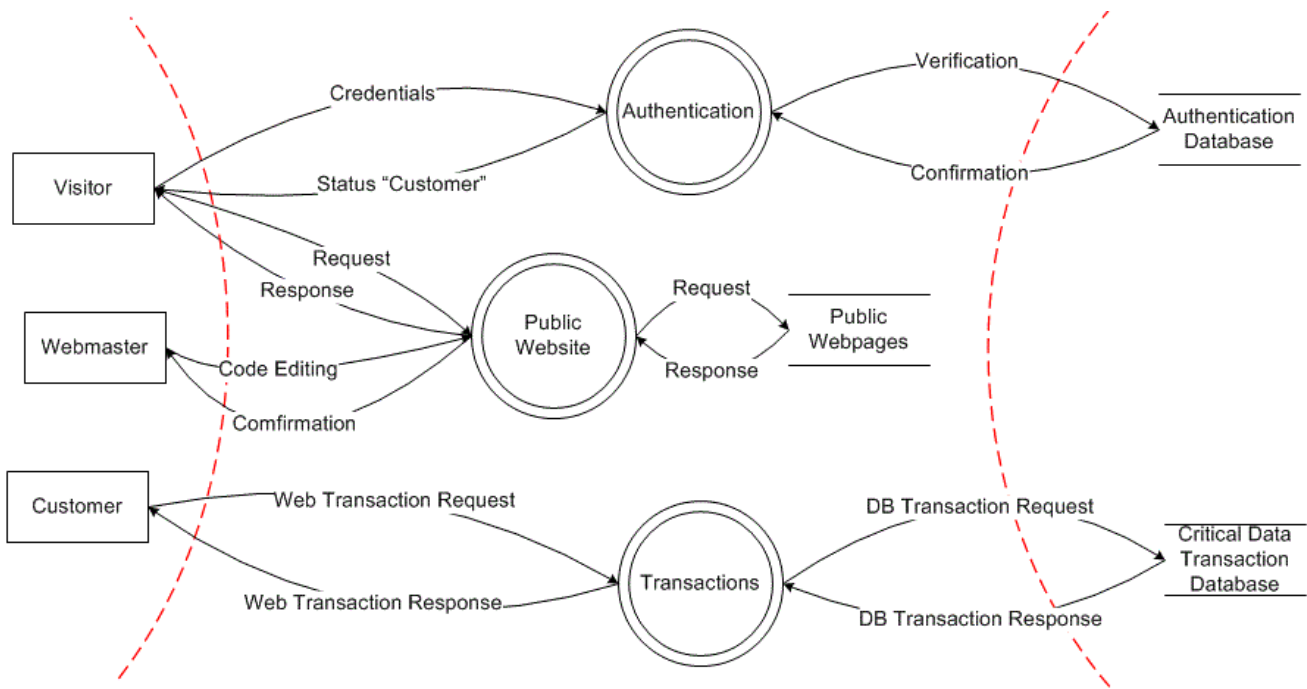 Credentials
Authentication
Verification
Authentication
Database
Visitor
Status “Customer”
Confirmation
Request
Response
Public
Website
Request
Response
Public
Webpages
Webmaster
Code Editing
Comfirmation
Customer
Web Transaction Request
Web Transaction Response
Transactions
DB Transaction Request
DB Transaction Response
Critical Data
Transaction
Database